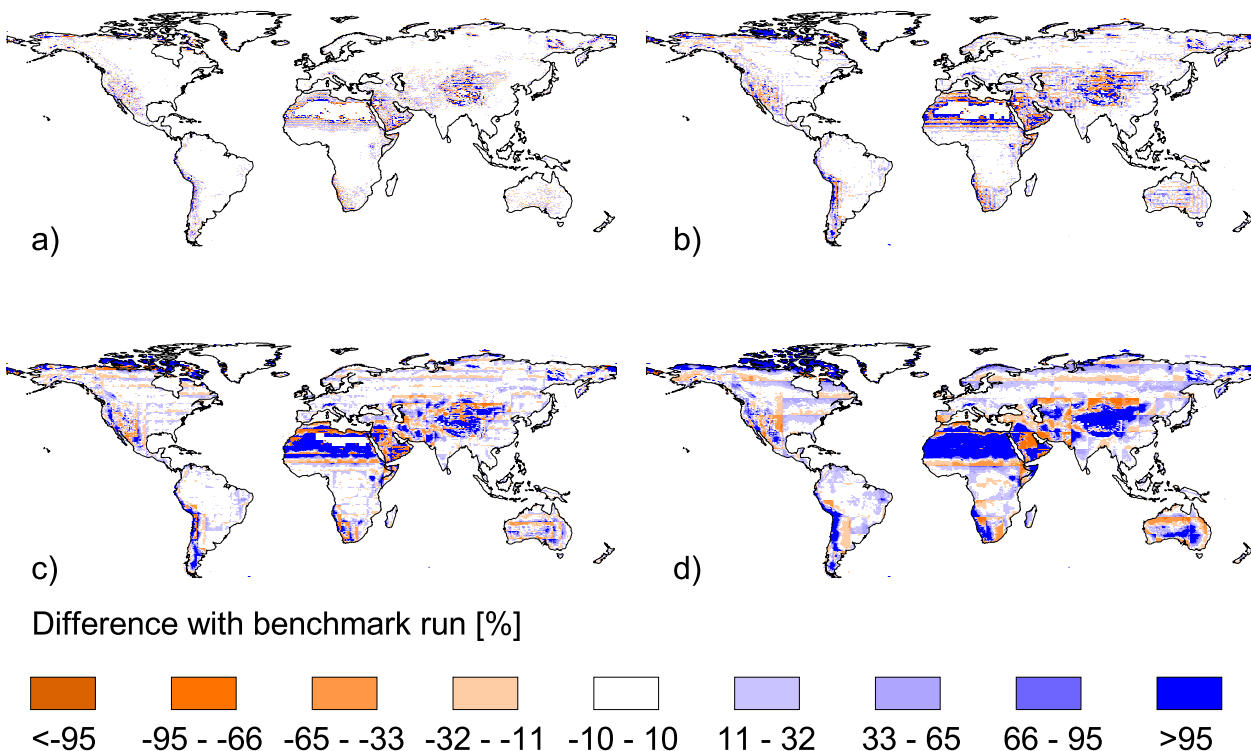 a)
b)
c)
d)
Difference with benchmark run [%]
<-95 -95 - -66 -65 - -33 -32 - -11 -10 - 10 11 - 32 33 - 65 66 - 95 >95